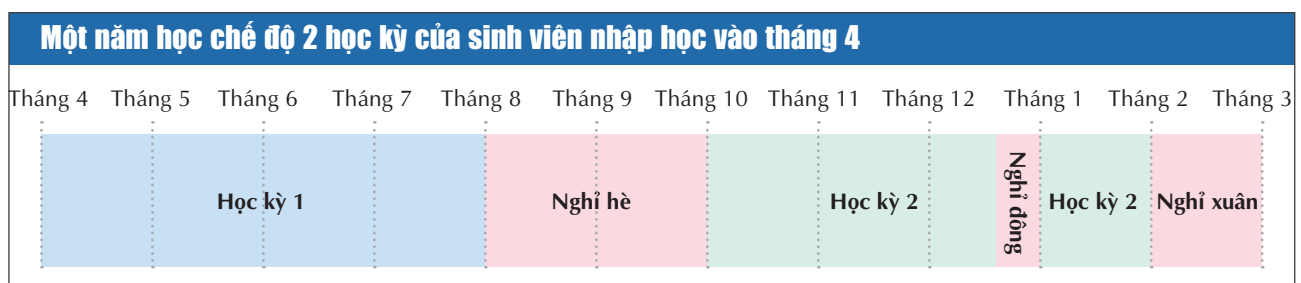 Một năm học chế độ 2 học kỳ của sinh viên nhập học vào tháng 4
Tháng 4 Tháng 5 Tháng 6 Tháng 7 Tháng 8 Tháng 9 Tháng 10 Tháng 11 Tháng 12 Tháng 1 Tháng 2 Tháng 3
Học kỳ 1 Nghỉ hè Học kỳ 2 Nghỉ đông Học kỳ 2 Nghỉ xuân